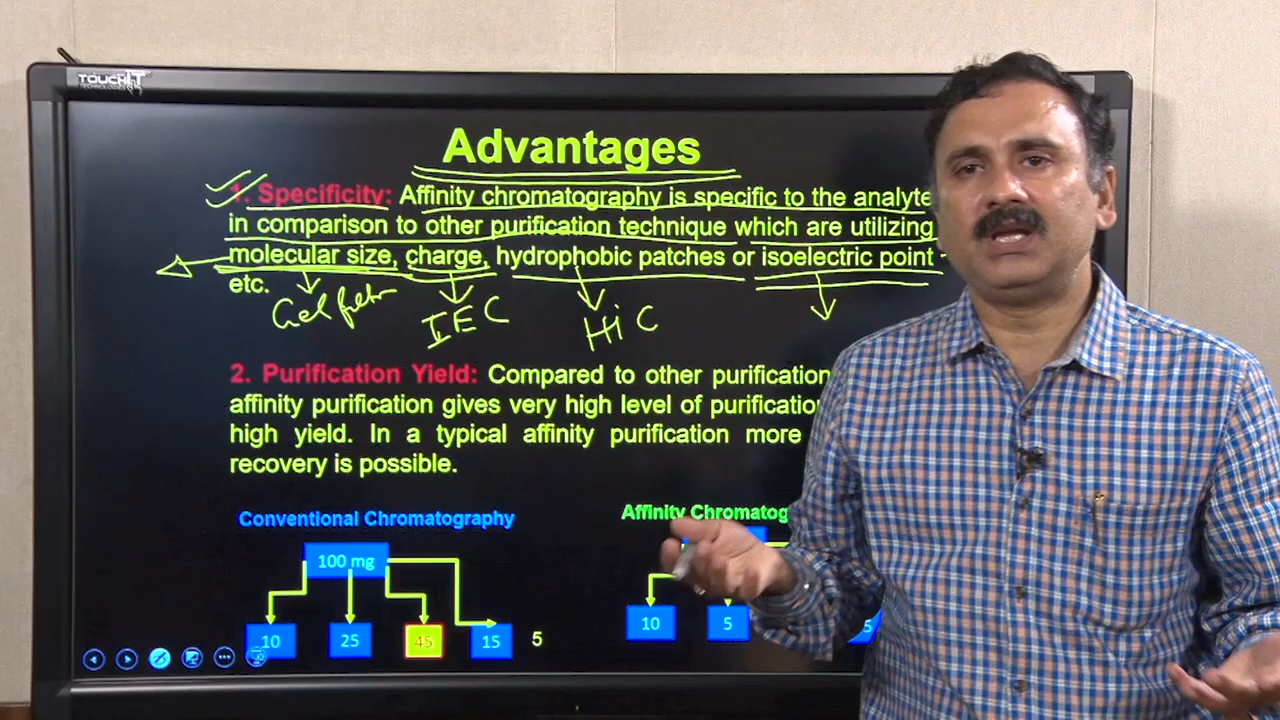 TOUCHIT
TECHNOLOGIES
Advantages
1. Specificity: Affinity chromatography is specific to the analyte
in comparison to other purification technique which are utilizing
molecular size, charge, hydrophobic patches or isoelectric point
etc.
Gel filtr
IEC
HiC
2. Purification Yield: Compared to other purification
affinity purification gives very high level of purification
high yield. In a typical affinity purification more
recovery is possible.
Conventional Chromatography
Affinity Chromatog
100 mg
10 25 45 15 5
10 5 5